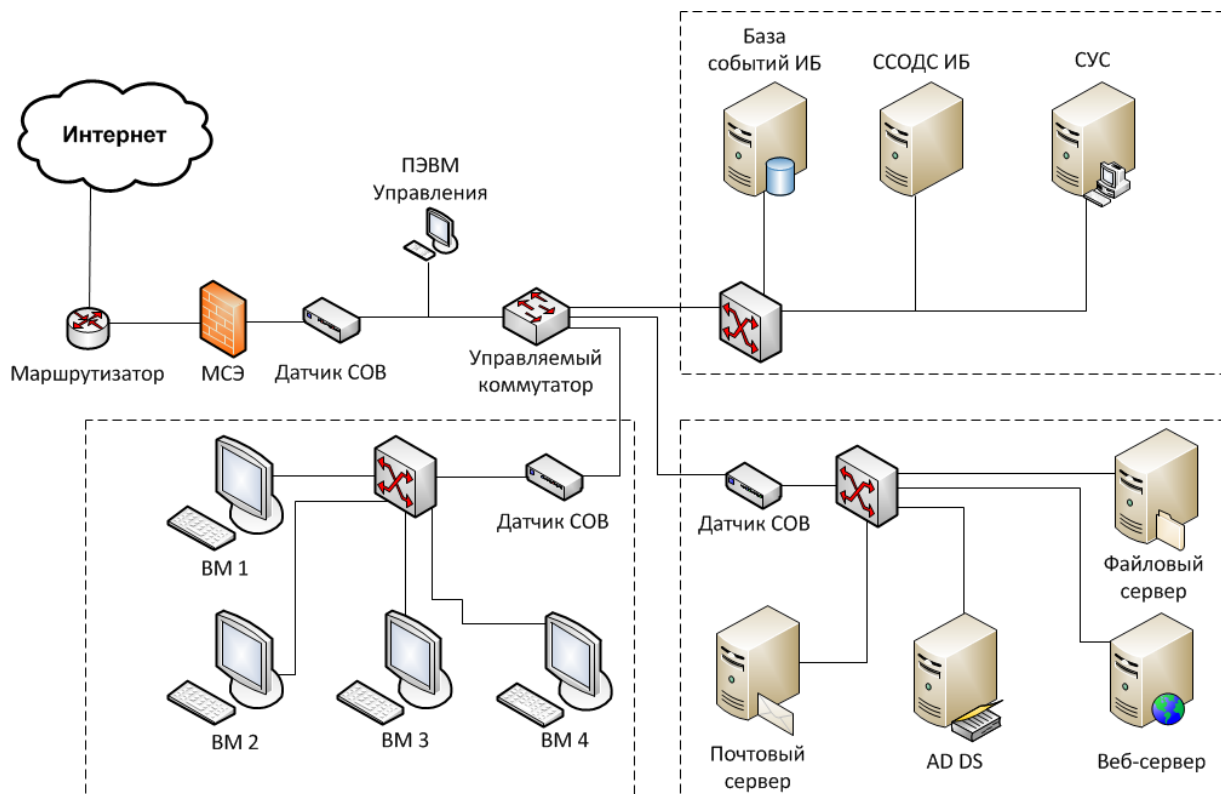 База
событий ИБ
ССОДС ИБ
СУС
Интернет
ПЭВМ
Управления
Маршрутизатор
МСЭ
Датчик СОВ
Управляемый
коммутатор
ВМ 1
Датчик СОВ
ВМ 2
ВМ 3
ВМ 4
Датчик СОВ
Файловый
сервер
Почтовый
сервер
AD DS
Веб-сервер